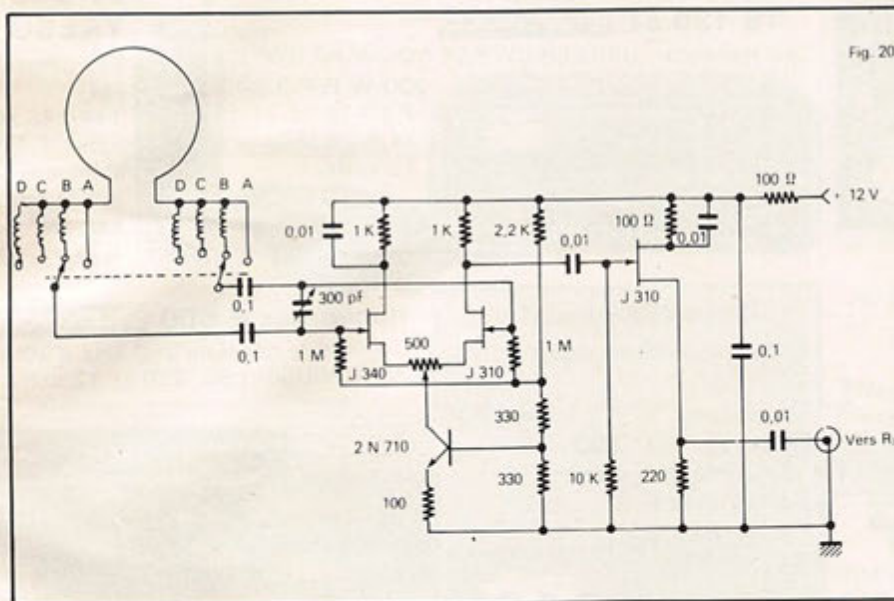 Fig. 20
D C B A
D C B A
100 Ω
+ 12 V
0,01
1 K
1 K
2,2 K
0,01
100 Ω
0,01
J 310
0,1
300 pF
0,1
1 M
J 340
500
J 310
1 M
0,1
330
0,01
2 N 710
Vers R
330
10 K
220
100